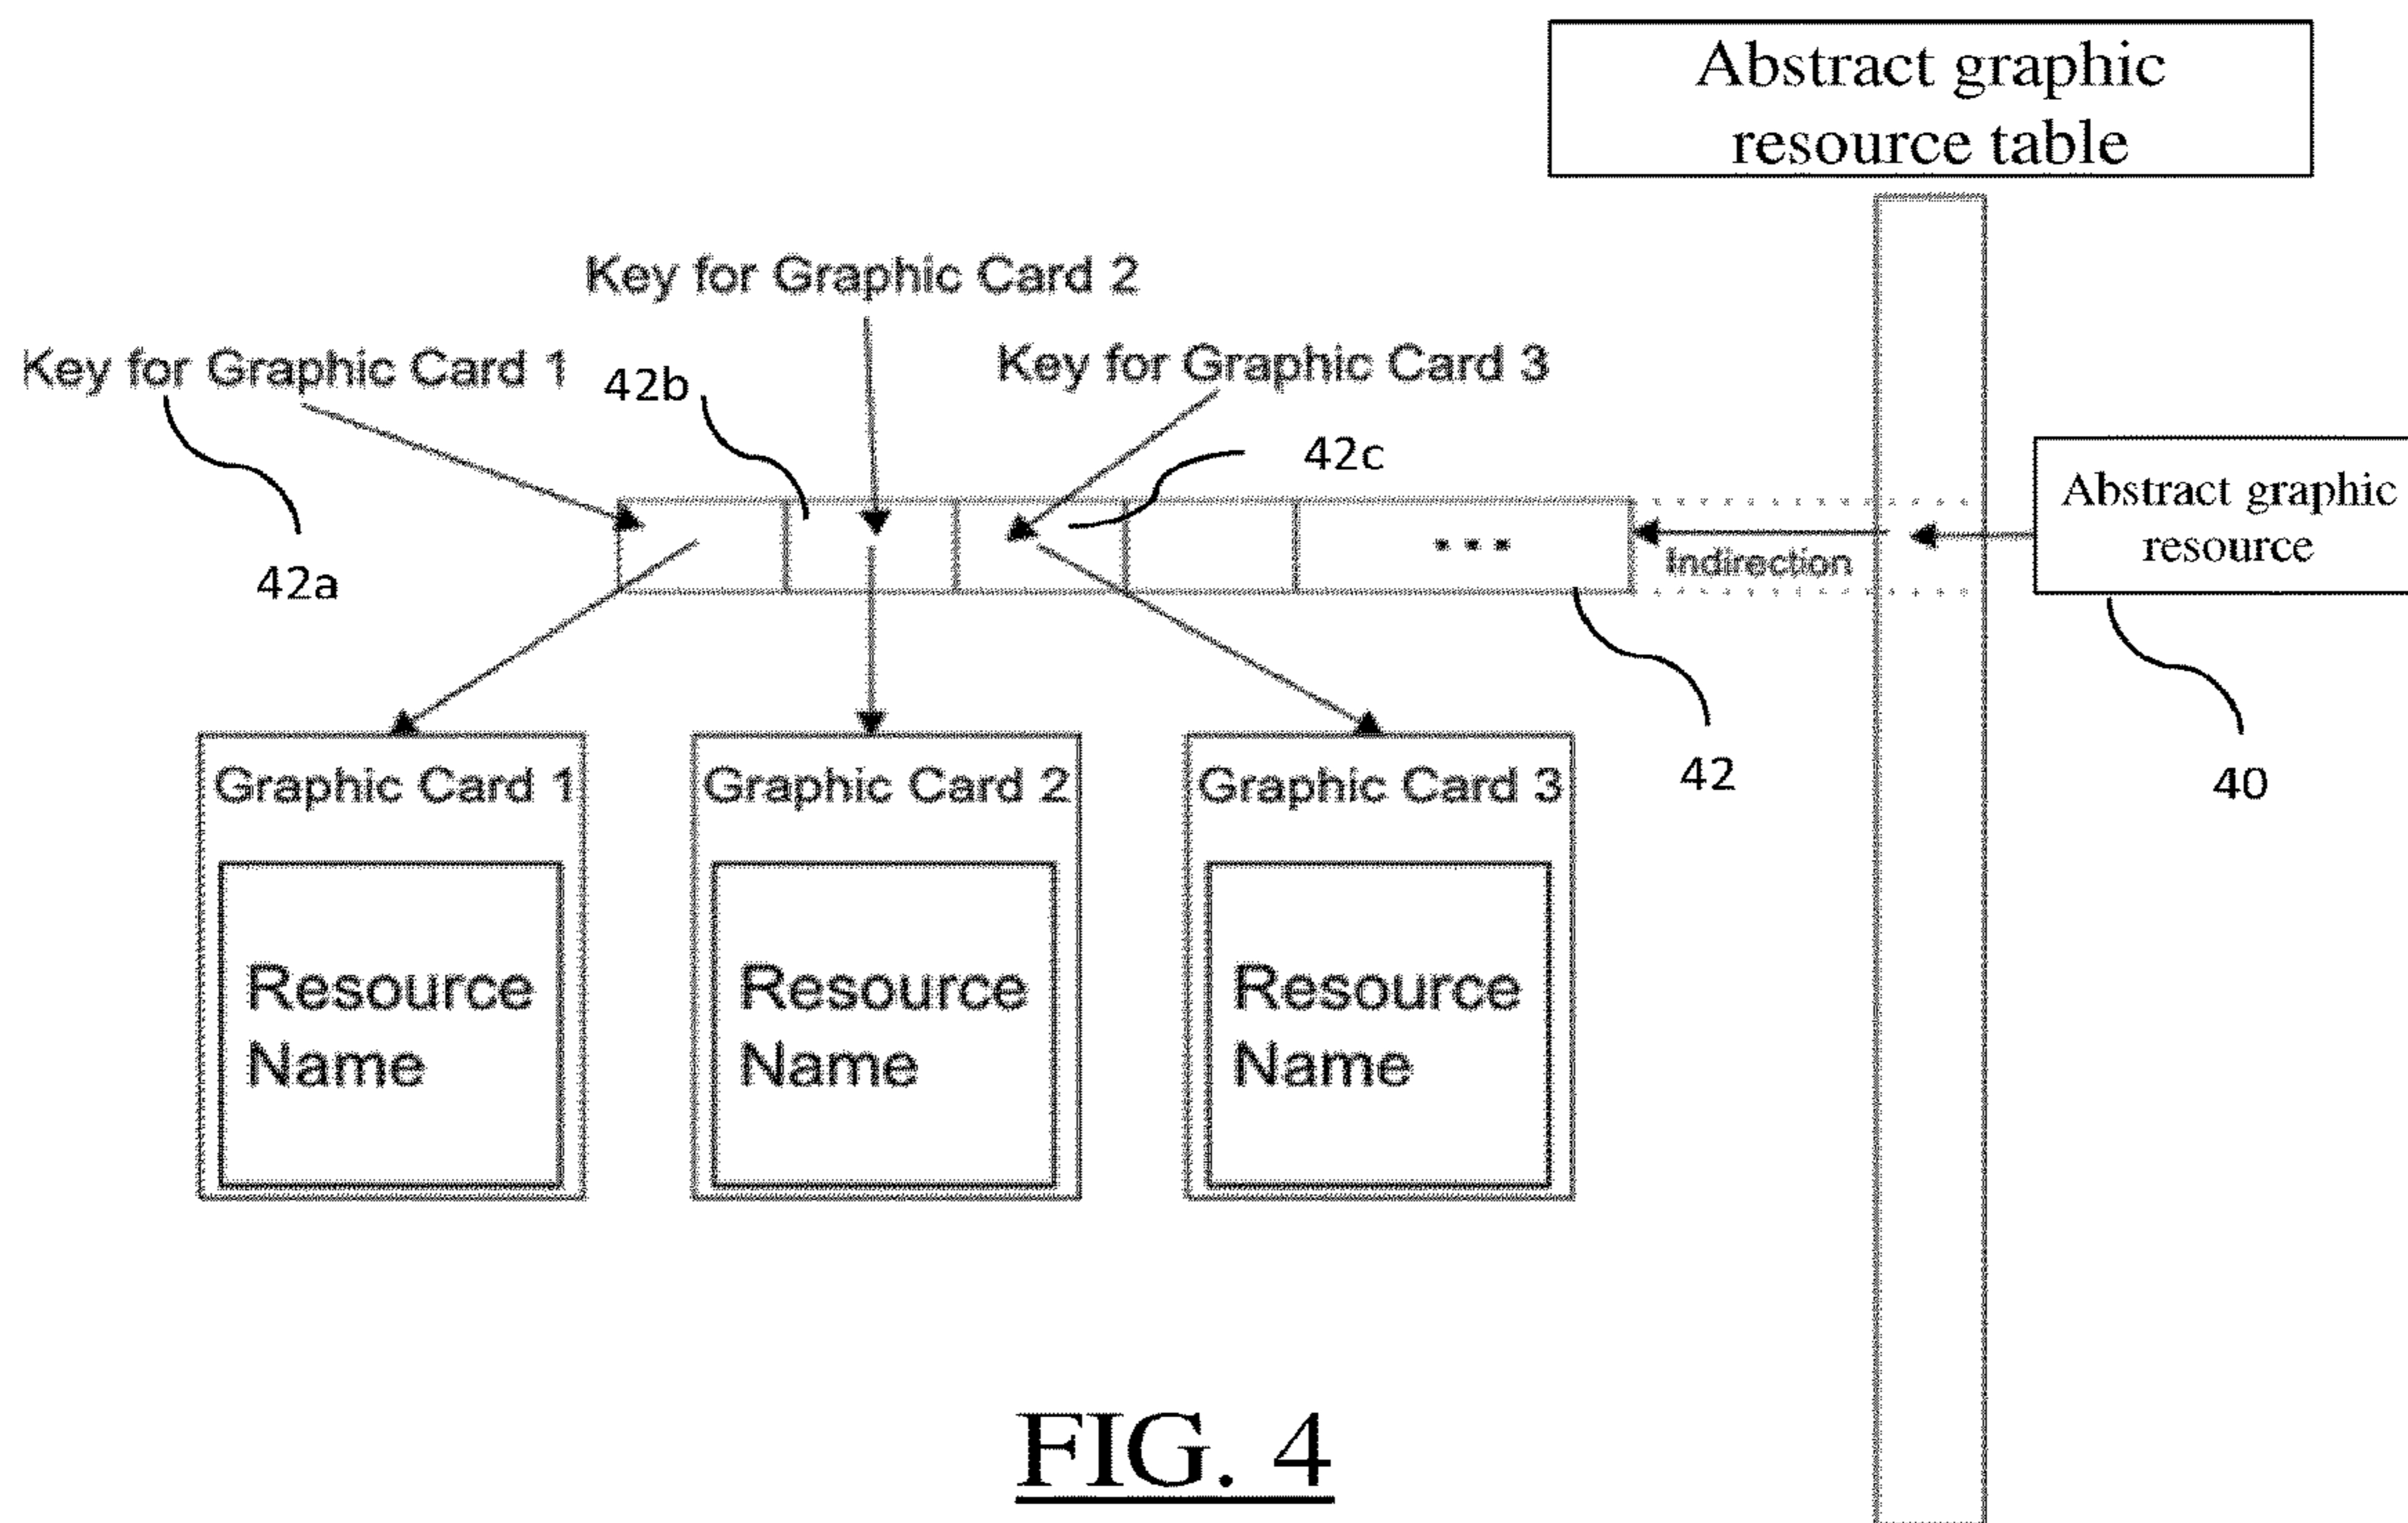 Abstract graphic
resource table
Key for Graphic Card 2
Key for Graphic Card 1
Key for Graphic Card 3
42b
42c
42a
...
Indirection
Abstract graphic
resource
42
40
Graphic Card 1
Graphic Card 2
Graphic Card 3
Resource
Name
Resource
Name
Resource
Name
FIG. 4